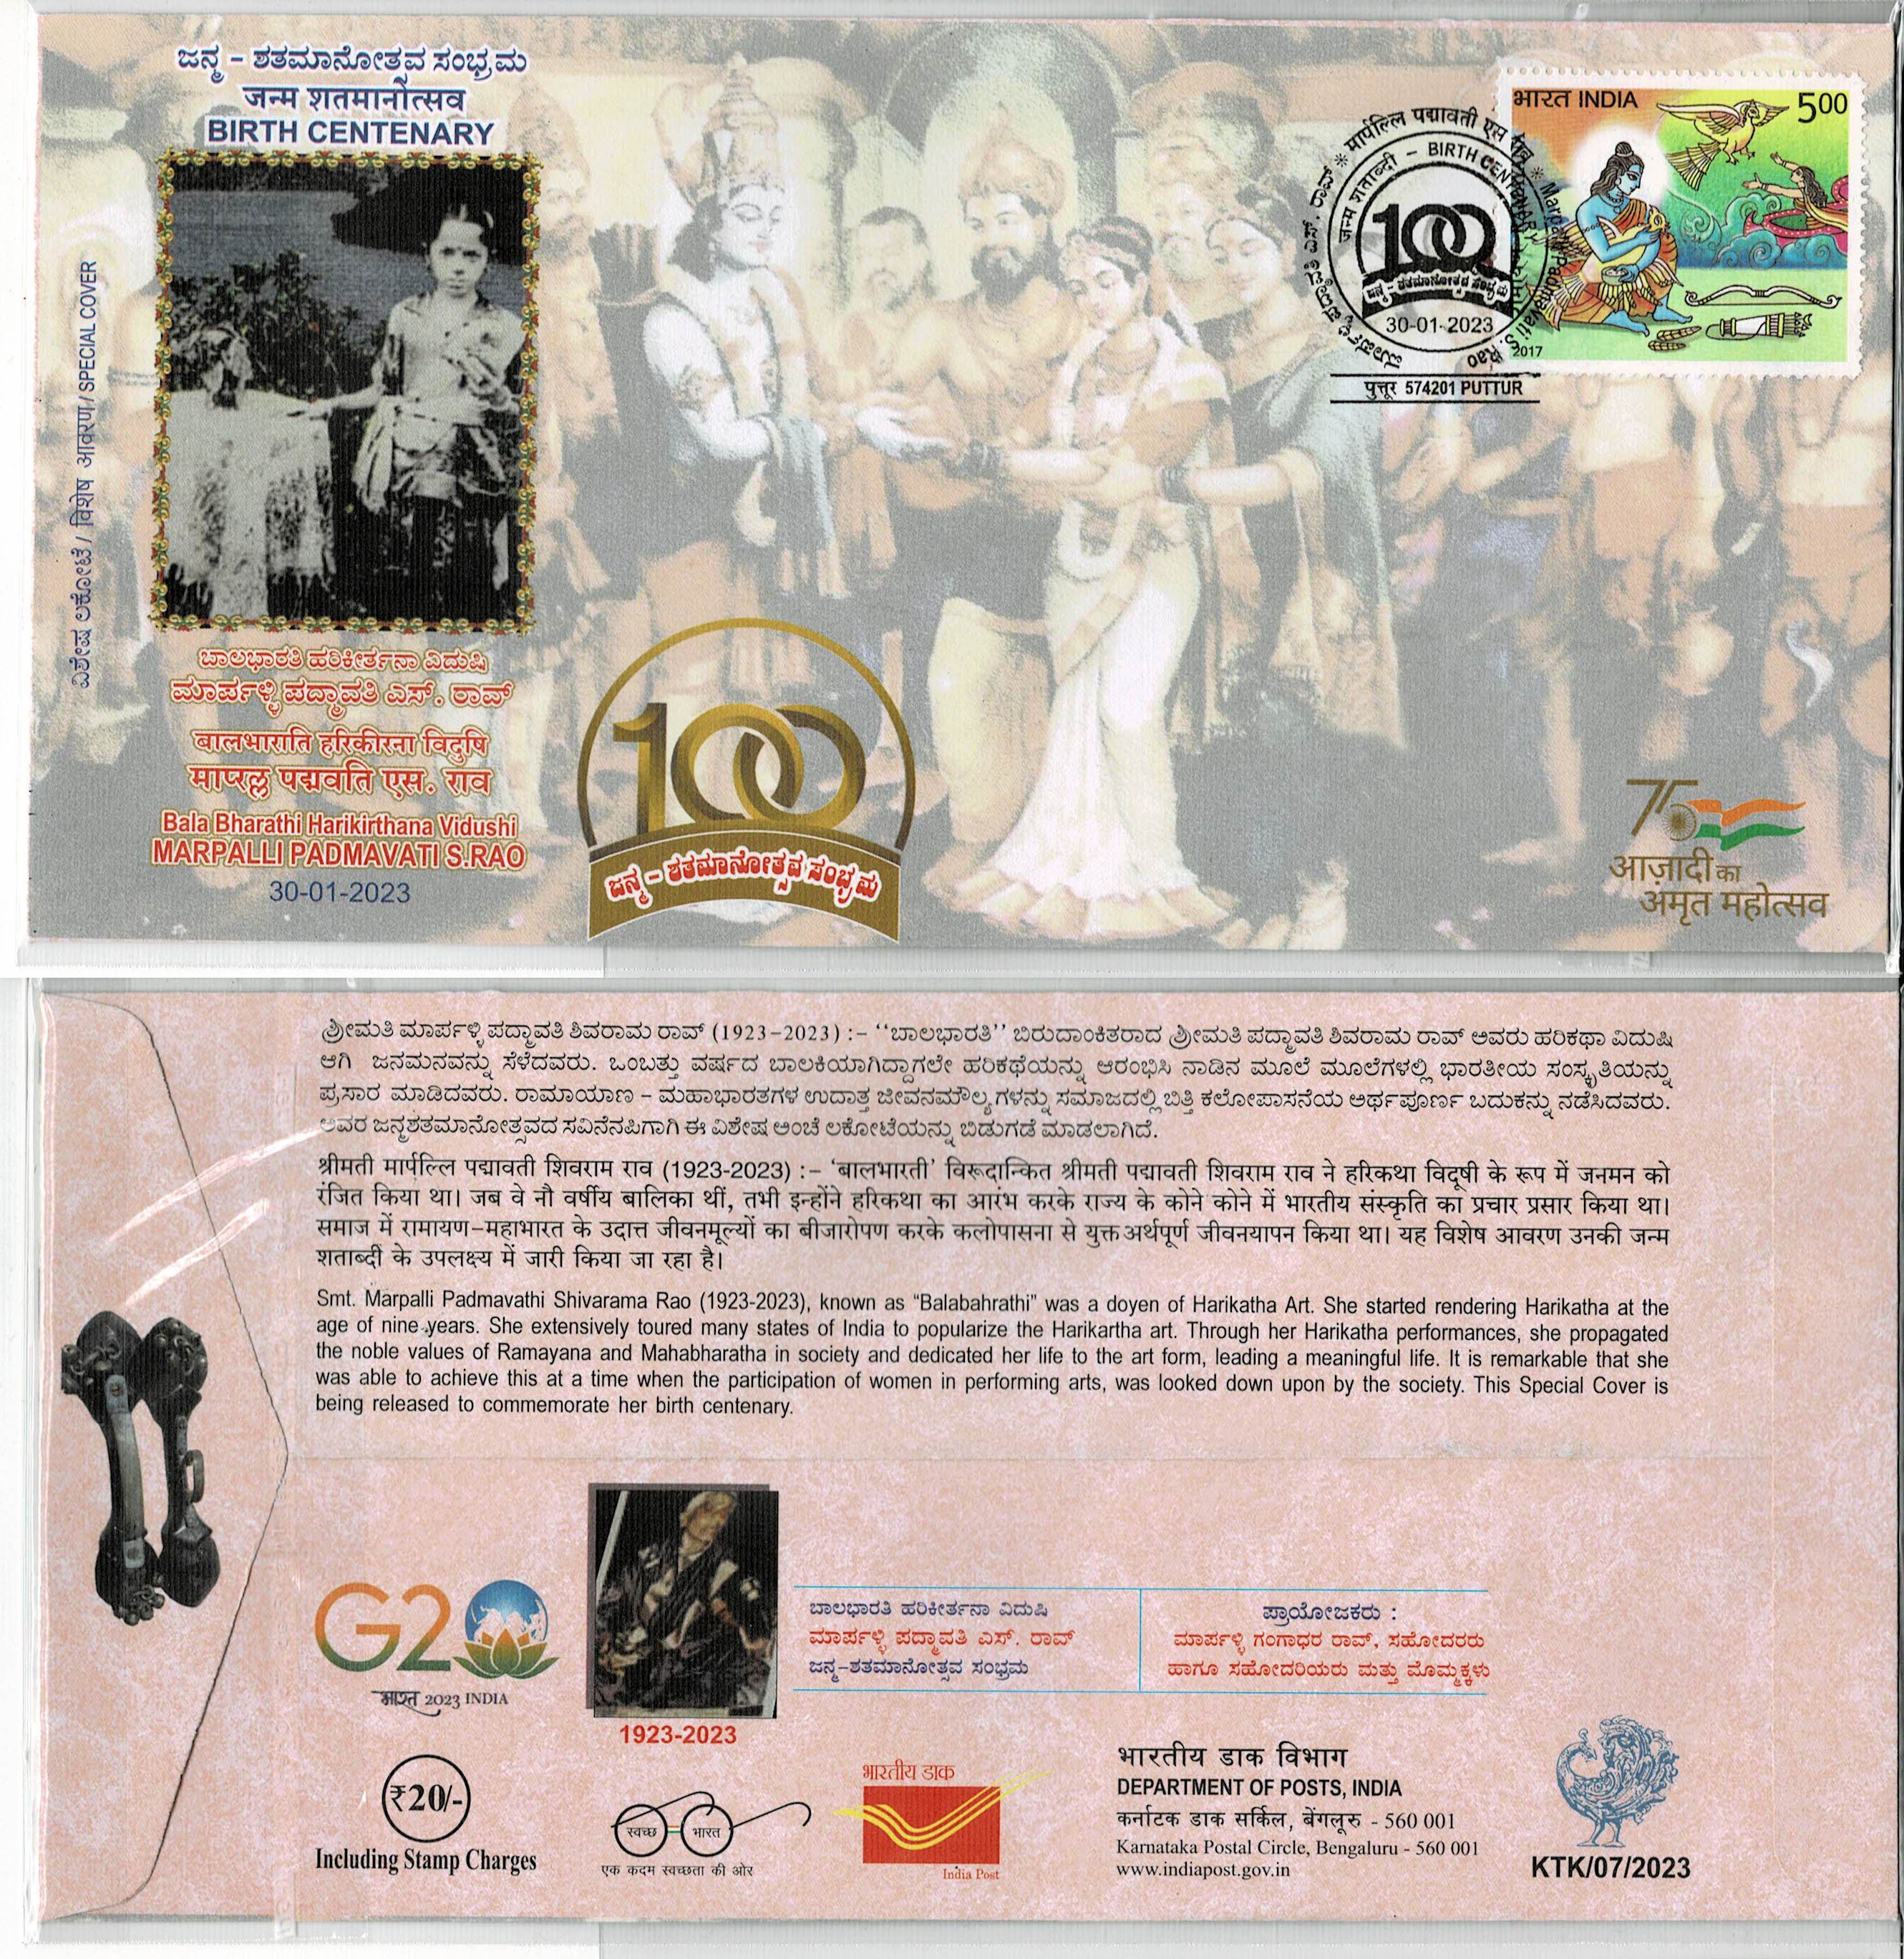 ಜನ್ಮ – ಶತಮಾನೋತ್ಸವ ಸಂಭ್ರಮ
जन्म शतमानोत्सव
BIRTH CENTENARY
ವಿಶೇಷ ಲಕೋಟೆ / विशेष आवरण / SPECIAL COVER
ಬಾಲಭಾರತಿ ಹರಿಕೀರ್ತನಾ ವಿದುಷಿ
ಮಾರ್ಪಳ್ಳಿ ಪದ್ಮಾವತಿ ಎಸ್. ರಾವ್
बालभाराति हरिकीरना विदुषि
माप्रल्ल पद्मवति एस. राव
Bala Bharathi Harikirthana Vidushi
MARPALLI PADMAVATI S.RAO
30-01-2023
100
ಜನ್ಮ – ಶತಮಾನೋತ್ಸವ ಸಂಭ್ರಮ
मार्पल्लि पद्मावती एस राव * Marpalli Padmavati S. Rao
ಮಾರ್ಪಳ್ಳಿ ಪದ್ಮಾವತಿ ಎಸ್. ರಾವ್ *
जन्म शताब्दी – BIRTH CENTENARY
100
ಜನ್ಮ – ಶತಮಾನೋತ್ಸವ ಸಂಭ್ರಮ
30-01-2023
पुत्तूर 574201 PUTTUR
भारत INDIA
500
2017
75
आज़ादी का
अमृत महोत्सव
ಶ್ರೀಮತಿ ಮಾರ್ಪಳ್ಳಿ ಪದ್ಮಾವತಿ ಶಿವರಾಮ ರಾವ್ (1923–2023) :– ‘‘ಬಾಲಭಾರತಿ’’ ಬಿರುದಾಂಕಿತರಾದ ಶ್ರೀಮತಿ ಪದ್ಮಾವತಿ ಶಿವರಾಮ ರಾವ್ ಅವರು ಹರಿಕಥಾ ವಿದುಷಿ
ಆಗಿ ಜನಮನವನ್ನು ಸೆಳೆದವರು. ಒಂಬತ್ತು ವರ್ಷದ ಬಾಲಕಿಯಾಗಿದ್ದಾಗಲೇ ಹರಿಕಥೆಯನ್ನು ಆರಂಭಿಸಿ ನಾಡಿನ ಮೂಲೆ ಮೂಲೆಗಳಲ್ಲಿ ಭಾರತೀಯ ಸಂಸ್ಕೃತಿಯನ್ನು
ಪ್ರಸಾರ ಮಾಡಿದವರು. ರಾಮಾಯಾಣ – ಮಹಾಭಾರತಗಳ ಉದಾತ್ತ ಜೀವನಮೌಲ್ಯಗಳನ್ನು ಸಮಾಜದಲ್ಲಿ ಬಿತ್ತಿ ಕಲೋಪಾಸನೆಯ ಅರ್ಥಪೂರ್ಣ ಬದುಕನ್ನು ನಡೆಸಿದವರು.
ಅವರ ಜನ್ಮಶತಮಾನೋತ್ಸವದ ಸವಿನೆನಪಿಗಾಗಿ ಈ ವಿಶೇಷ ಅಂಚೆ ಲಕೋಟೆಯನ್ನು ಬಿಡುಗಡೆ ಮಾಡಲಾಗಿದೆ.
श्रीमती मार्पल्लि पद्मावती शिवराम राव (1923-2023) :– ‘बालभारती’ विरूदान्कित श्रीमती पद्मावती शिवराम राव ने हरिकथा विदूषी के रूप में जनमन को
रंजित किया था। जब वे नौ वर्षीय बालिका थीं, तभी इन्होंने हरिकथा का आरंभ करके राज्य के कोने कोने में भारतीय संस्कृति का प्रचार प्रसार किया था।
समाज में रामायण–महाभारत के उदात्त जीवनमूल्यों का बीजारोपण करके कलोपासना से युक्त अर्थपूर्ण जीवनयापन किया था। यह विशेष आवरण उनकी जन्म
शताब्दी के उपलक्ष्य में जारी किया जा रहा है।
Smt. Marpalli Padmavathi Shivarama Rao (1923-2023), known as “Balabahrathi” was a doyen of Harikatha Art. She started rendering Harikatha at the
age of nine years. She extensively toured many states of India to popularize the Harikartha art. Through her Harikatha performances, she propagated
the noble values of Ramayana and Mahabharatha in society and dedicated her life to the art form, leading a meaningful life. It is remarkable that she
was able to achieve this at a time when the participation of women in performing arts, was looked down upon by the society. This Special Cover is
being released to commemorate her birth centenary.
G20
भारत 2023 INDIA
1923-2023
ಬಾಲಭಾರತಿ ಹರಿಕೀರ್ತನಾ ವಿದುಷಿ
ಮಾರ್ಪಳ್ಳಿ ಪದ್ಮಾವತಿ ಎಸ್. ರಾವ್
ಜನ್ಮ–ಶತಮಾನೋತ್ಸವ ಸಂಭ್ರಮ
ಪ್ರಾಯೋಜಕರು :
ಮಾರ್ಪಳ್ಳಿ ಗಂಗಾಧರ ರಾವ್, ಸಹೋದರರು
ಹಾಗೂ ಸಹೋದರಿಯರು ಮತ್ತು ಮೊಮ್ಮಕ್ಕಳು
₹20/-
Including Stamp Charges
स्वच्छ भारत
एक कदम स्वच्छता की ओर
भारतीय डाक
India Post
भारतीय डाक विभाग
DEPARTMENT OF POSTS, INDIA
कर्नाटक डाक सर्किल, बेंगलूरु - 560 001
Karnataka Postal Circle, Bengaluru - 560 001
www.indiapost.gov.in
KTK/07/2023